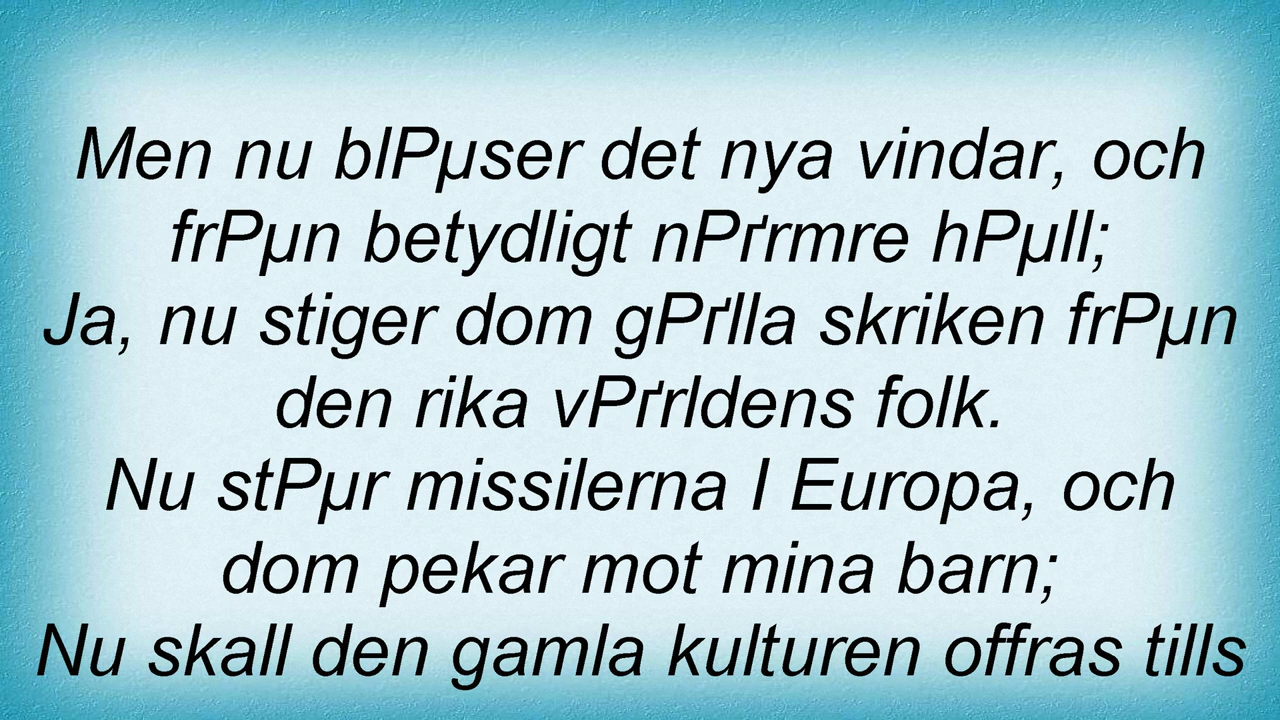 Men nu blPµser det nya vindar, och
frPµn betydligt nPґrmre hPµll;
Ja, nu stiger dom gPґlla skriken frPµn
den rika vPґrldens folk.
Nu stPµr missilerna I Europa, och
dom pekar mot mina barn;
Nu skall den gamla kulturen offras tills